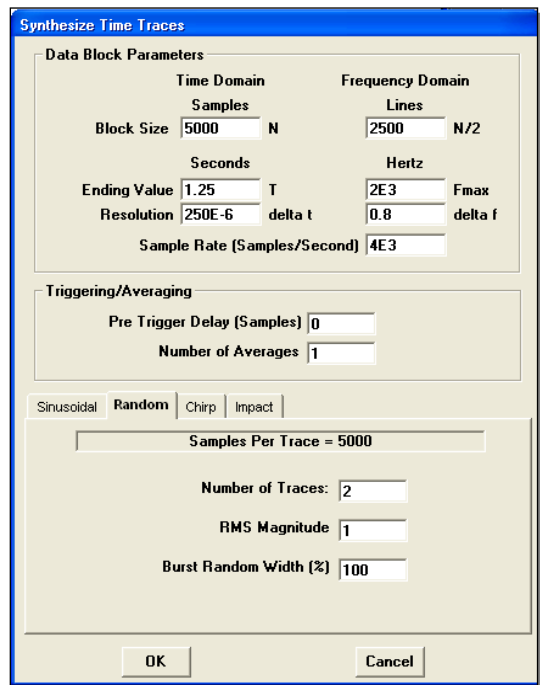 Synthesize Time Traces
Data Block Parameters
Time Domain Frequency Domain
Samples Lines
Block Size 5000 N 2500 N/2
Seconds Hertz
Ending Value 1.25 T 2E3 Fmax
Resolution 250E-6 delta t 0.8 delta f
Sample Rate (Samples/Second) 4E3
Triggering/Averaging
Pre Trigger Delay (Samples) 0
Number of Averages 1
Sinusoidal Random Chirp Impact
Samples Per Trace = 5000
Number of Traces: 2
RMS Magnitude 1
Burst Random Width (%) 100
OK Cancel